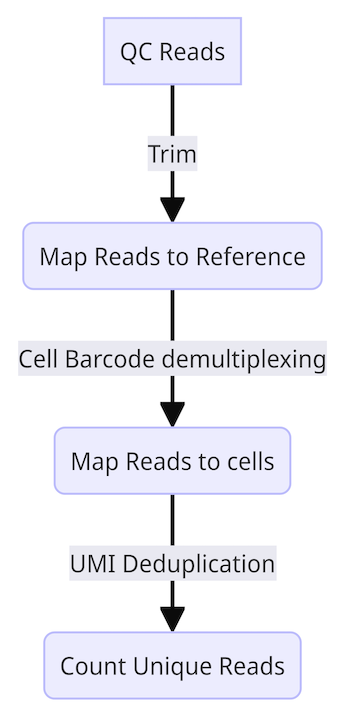 QC Reads
Trim
Map Reads to Reference
Cell Barcode demultiplexing
Map Reads to cells
UMI Deduplication
Count Unique Reads